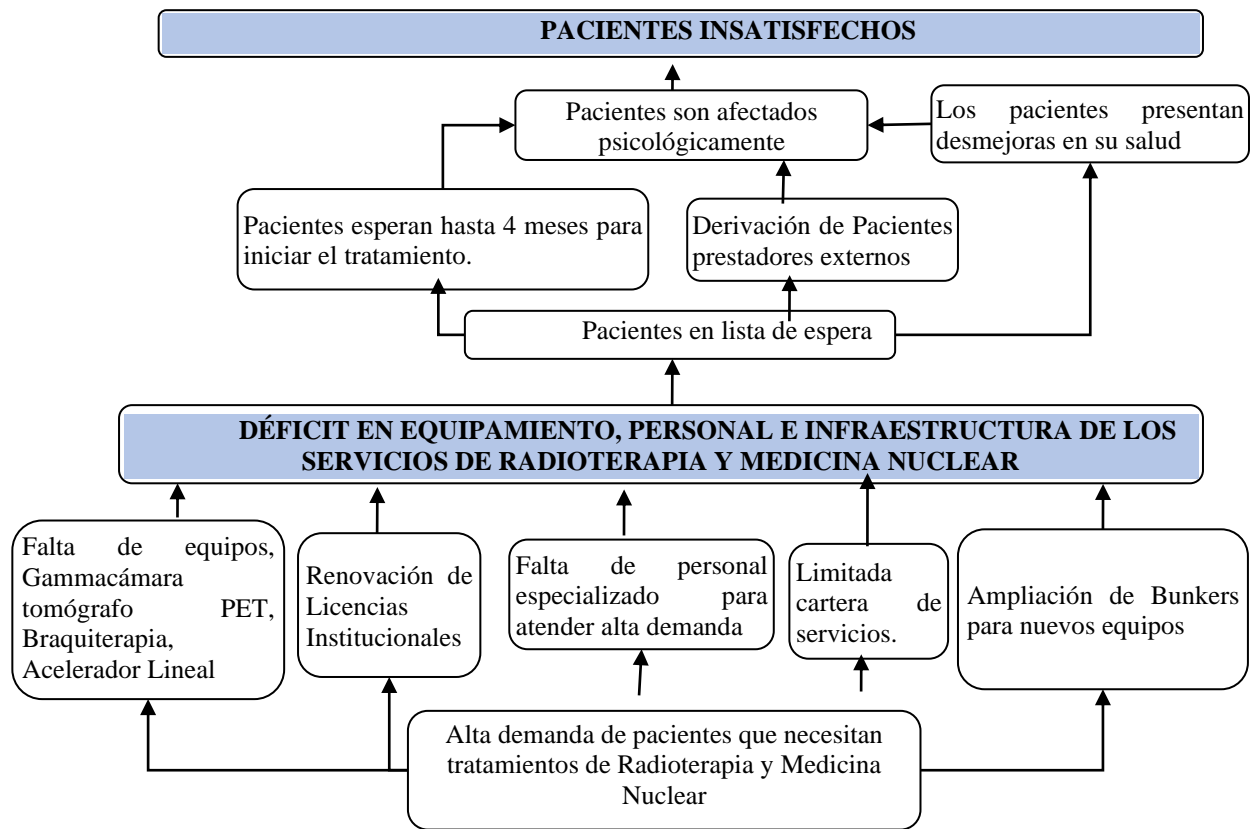 PACIENTES INSATISFECHOS
Pacientes son afectados
psicológicamente
Los pacientes presentan
desmejoras en su salud
Pacientes esperan hasta 4 meses para
iniciar el tratamiento.
Derivación de Pacientes
prestadores externos
Pacientes en lista de espera
DÉFICIT EN EQUIPAMIENTO, PERSONAL E INFRAESTRUCTURA DE LOS
SERVICIOS DE RADIOTERAPIA Y MEDICINA NUCLEAR
Falta de equipos,
Gammacámara
tomógrafo PET,
Braquiterapia,
Acelerador Lineal
Renovación de
Licencias
Institucionales
Falta de personal
especializado para
atender alta demanda
Limitada
cartera de
servicios.
Ampliación de Bunkers
para nuevos equipos
Alta demanda de pacientes que necesitan
tratamientos de Radioterapia y Medicina
Nuclear